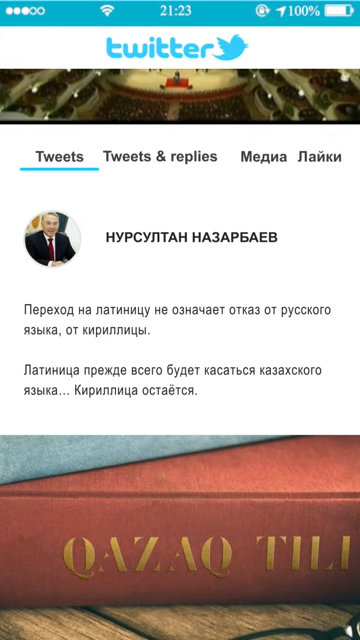 21:23
100%
twitter
Tweets Tweets & replies Медиа Лайки
НУРСУЛТАН НАЗАРБАЕВ
Переход на латиницу не означает отказ от русского
языка, от кириллицы.
Латиница прежде всего будет касаться казахского
языка... Кириллица остаётся.
QAZAQ TILI